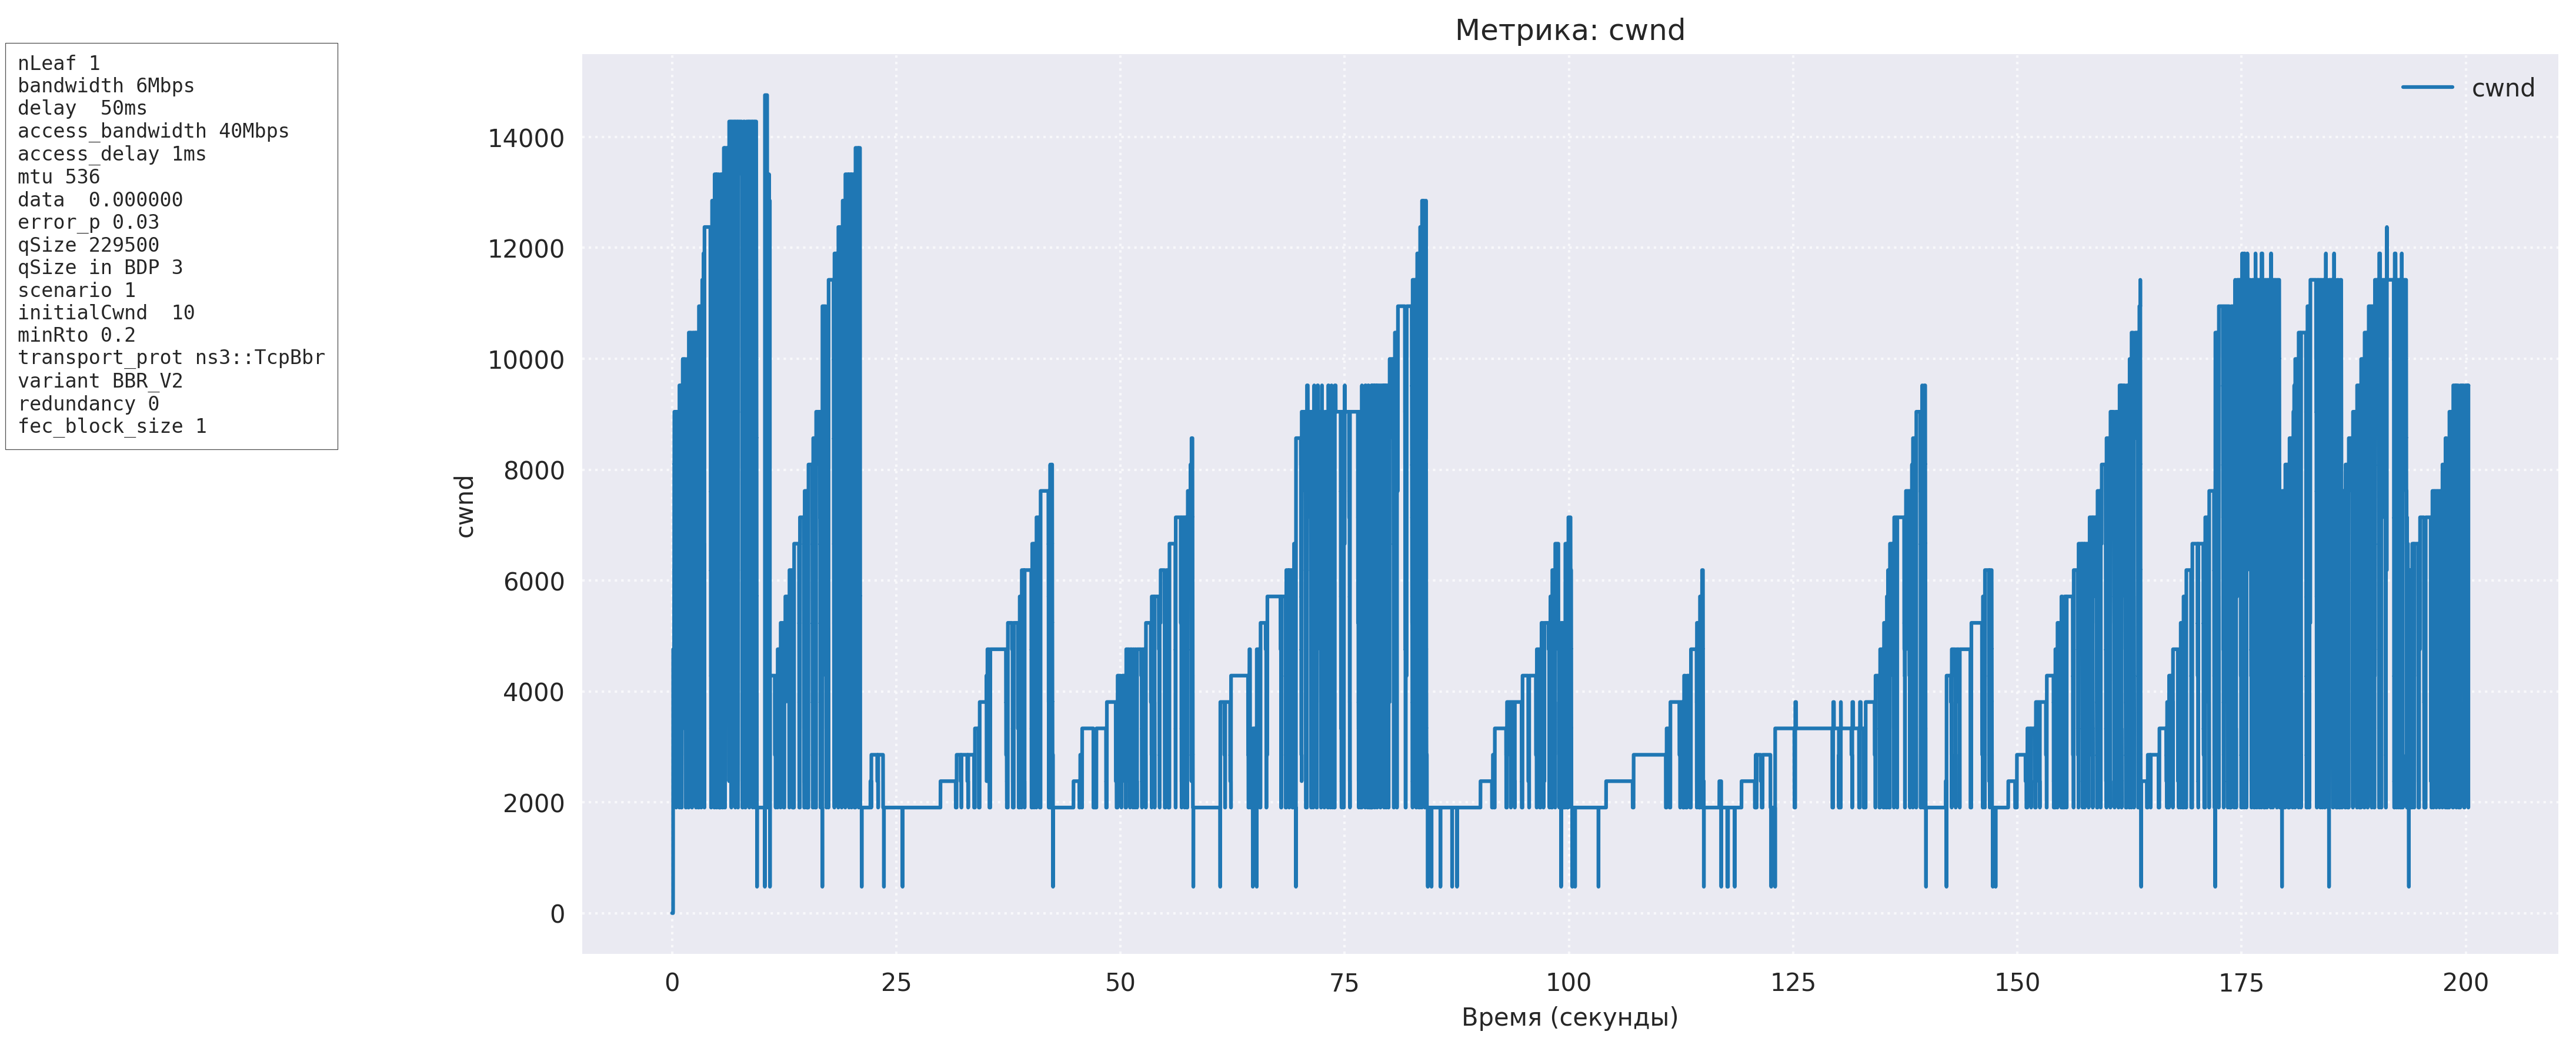 Метрика: cwnd
nLeaf 1
bandwidth 6Mbps
delay  50ms
access_bandwidth 40Mbps
access_delay 1ms
mtu 536
data  0.000000
error_p 0.03
qSize 229500
qSize in BDP 3
scenario 1
initialCwnd  10
minRto 0.2
transport_prot ns3::TcpBbr
variant BBR_V2
redundancy 0
fec_block_size 1
cwnd
14000
12000
10000
8000
6000
4000
2000
0
cwnd
0 25 50 75 100 125 150 175 200
Время (секунды)